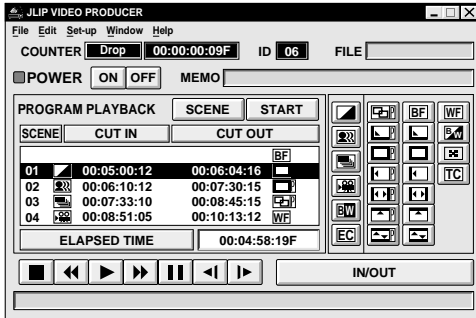 JLIP VIDEO PRODUCER
File Edit Set-up Window Help
COUNTER Drop 00:00:00:09F ID 06 FILE
POWER ON OFF MEMO
PROGRAM PLAYBACK SCENE START
SCENE CUT IN CUT OUT
BF
01 00:05:00:12 00:06:04:16
02 00:06:10:12 00:07:30:15 P
03 00:07:33:10 00:08:45:15 P
04 00:08:51:05 00:10:13:12 WF
ELAPSED TIME 00:04:58:19F
P BF WF
P B/W
P
P TC
BW P
EC P
IN/OUT